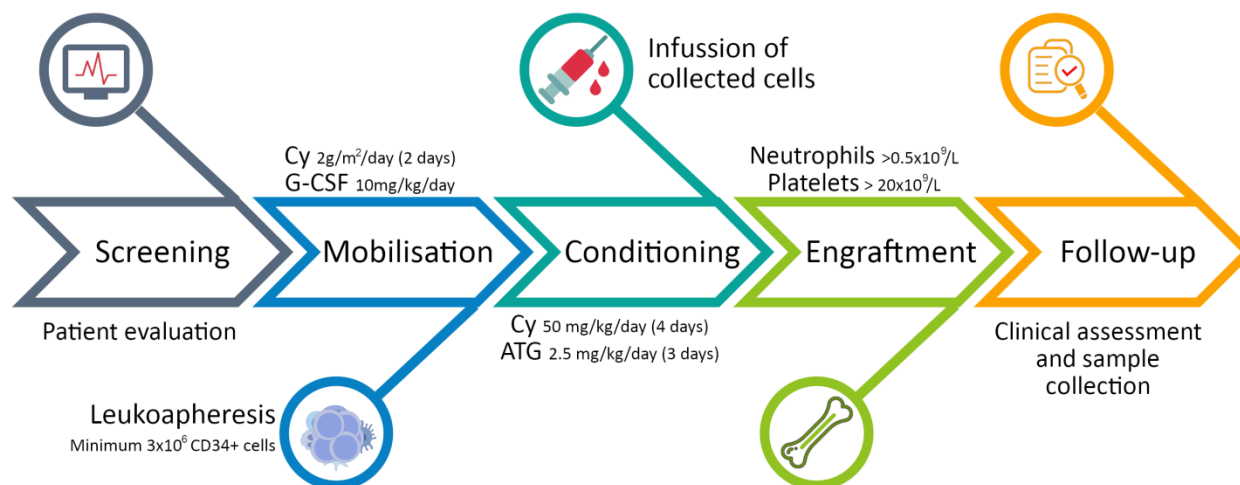 Infussion of
collected cells
Cy 2g/m²/day (2 days)
G-CSF 10mg/kg/day
Neutrophils >0.5x10⁹/L
Platelets > 20x10⁹/L
Screening
Mobilisation
Conditioning
Engraftment
Follow-up
Patient evaluation
Cy 50 mg/kg/day (4 days)
ATG 2.5 mg/kg/day (3 days)
Clinical assessment
and sample
collection
Leukoapheresis
Minimum 3x10⁶ CD34+ cells